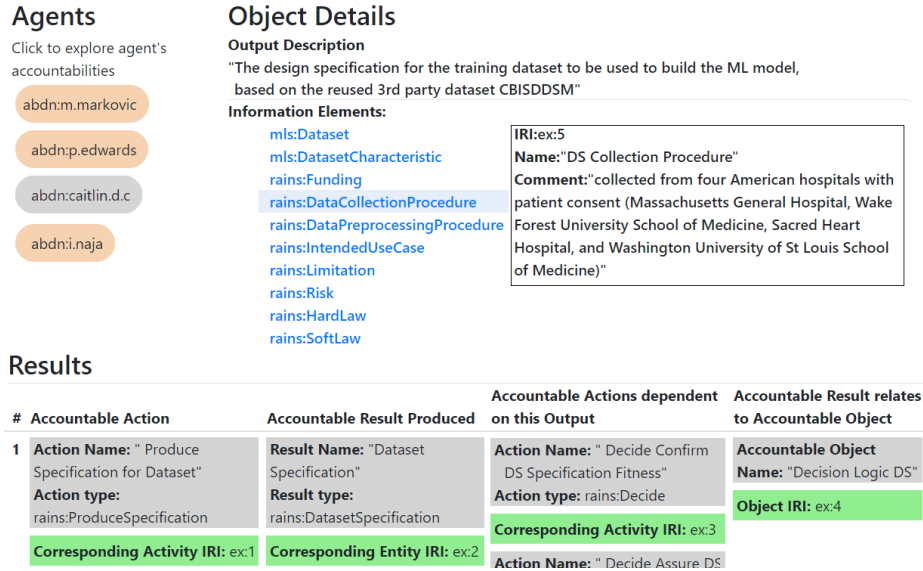 Agents
Click to explore agent's
accountabilities
abdn:m.markovic
abdn:p.edwards
abdn:caitlin.d.c
abdn:i.naja
Object Details
Output Description
"The design specification for the training dataset to be used to build the ML model,
based on the reused 3rd party dataset CBISDDSM"
Information Elements:
mls:Dataset
mls:DatasetCharacteristic
rains:Funding
rains:DataCollectionProcedure
rains:DataPreprocessingProcedure
rains:IntendedUseCase
rains:Limitation
rains:Risk
rains:HardLaw
rains:SoftLaw
IRI:ex:5
Name:"DS Collection Procedure"
Comment:"collected from four American hospitals with
patient consent (Massachusetts General Hospital, Wake
Forest University School of Medicine, Sacred Heart
Hospital, and Washington University of St Louis School
of Medicine)"
Results
# Accountable Action
Accountable Result Produced
Accountable Actions dependent
on this Output
Accountable Result relates
to Accountable Object
1
Action Name: " Produce
Specification for Dataset"
Action type:
rains:ProduceSpecification
Corresponding Activity IRI: ex:1
Result Name: "Dataset
Specification"
Result type:
rains:DatasetSpecification
Corresponding Entity IRI: ex:2
Action Name: " Decide Confirm
DS Specification Fitness"
Action type: rains:Decide
Corresponding Activity IRI: ex:3
Action Name: " Decide Assure DS
Accountable Object
Name: "Decision Logic DS"
Object IRI: ex:4